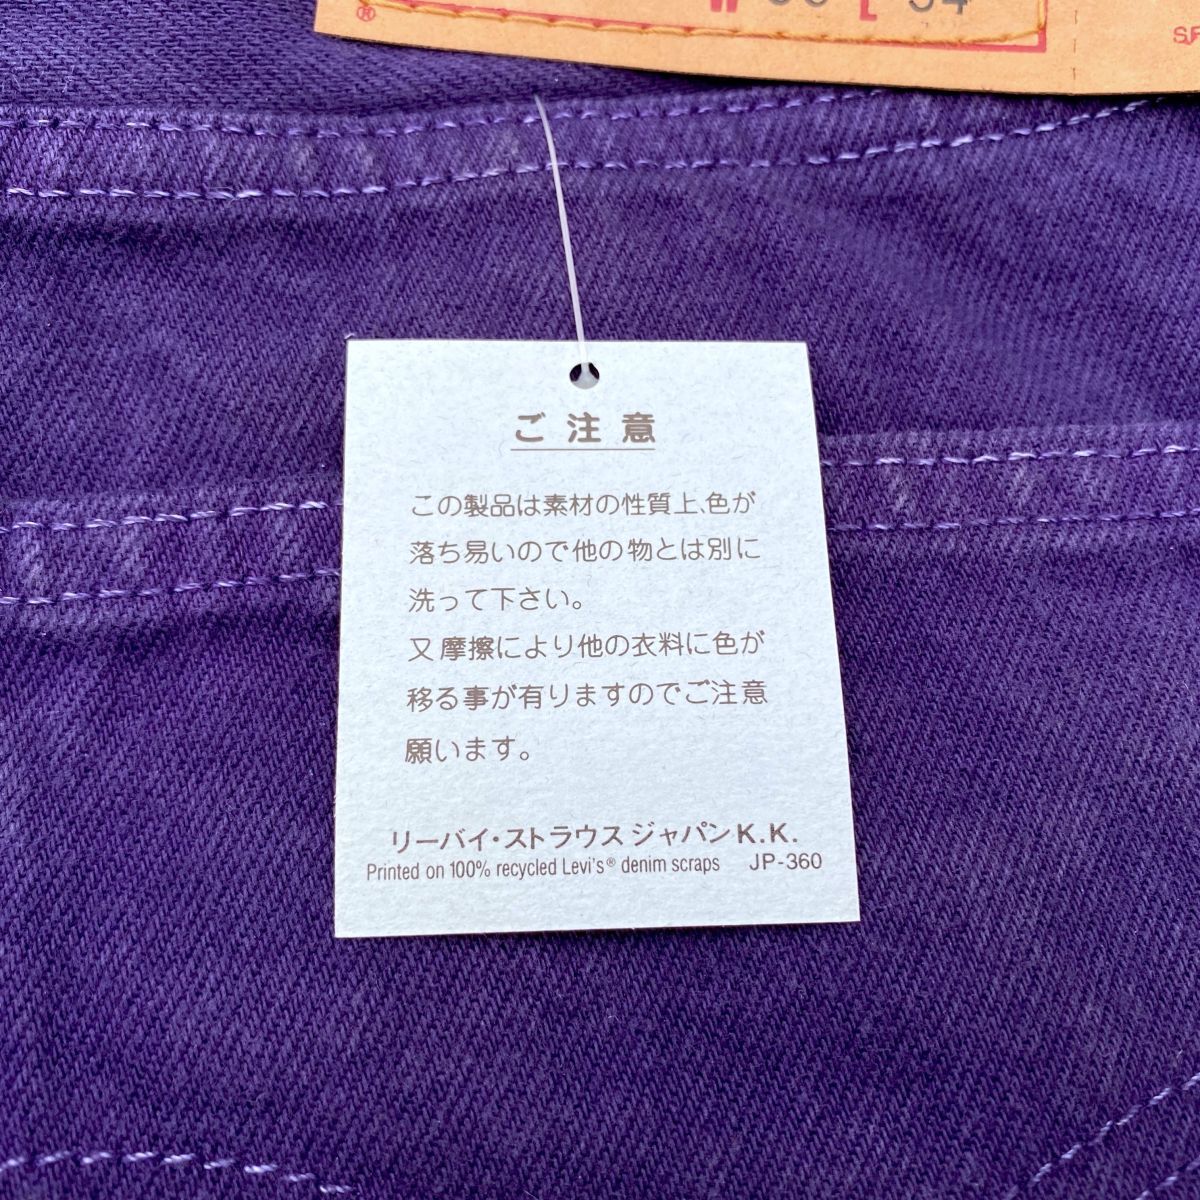 L 34
®
ご注意
この製品は素材の性質上、色が
落ち易いので他の物とは別に
洗って下さい。
又摩擦により他の衣料に色が
移る事が有りますのでご注意
願います。
リーバイ・ストラウス ジャパン K.K.
Printed on 100% recycled Levi's® denim scraps JP-360